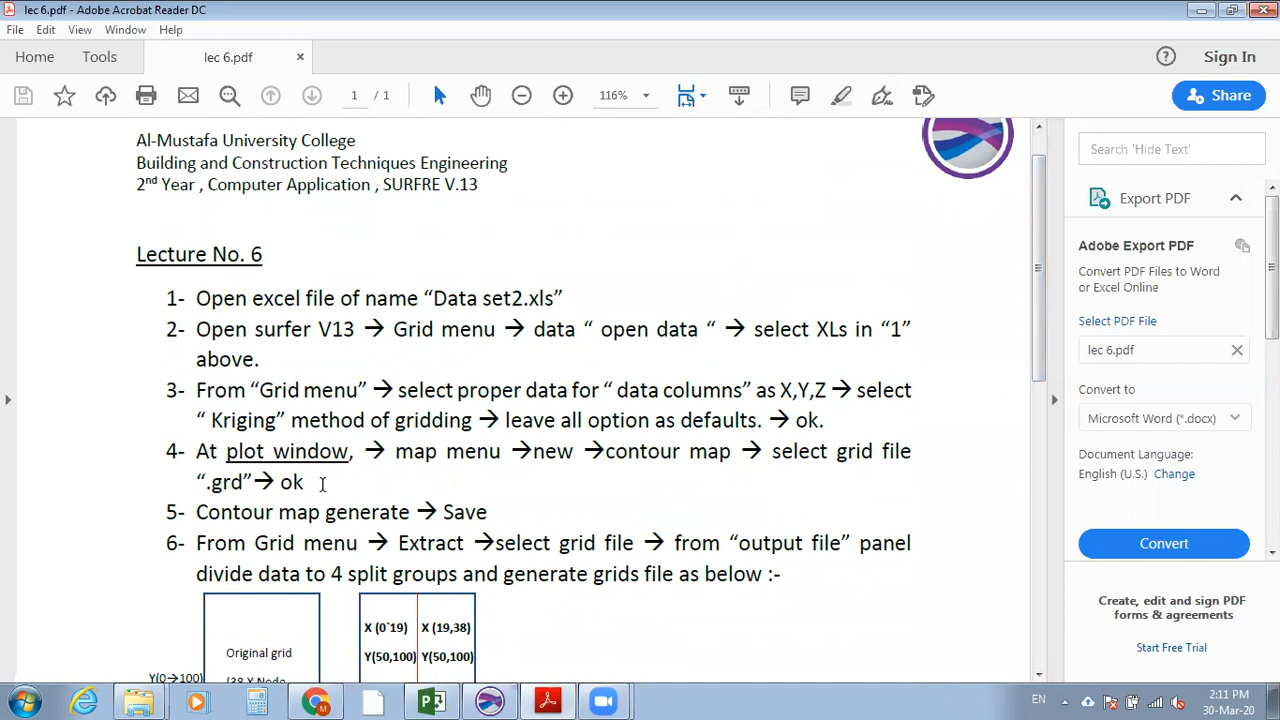 lec 6.pdf - Adobe Acrobat Reader DC
File Edit View Window Help
Home Tools lec 6.pdf × Sign In
1 / 1 116% Share
Al-Mustafa University College
Building and Construction Techniques Engineering
2nd Year , Computer Application , SURFRE V.13
Lecture No. 6
1- Open excel file of name “Data set2.xls”
2- Open surfer V13 → Grid menu → data “ open data “ → select XLs in “1”
above.
3- From “Grid menu” → select proper data for “ data columns” as X,Y,Z → select
“ Kriging” method of gridding → leave all option as defaults. → ok.
4- At plot window, → map menu →new →contour map → select grid file
“.grd”→ ok
5- Contour map generate → Save
6- From Grid menu → Extract →select grid file → from “output file” panel
divide data to 4 split groups and generate grids file as below :-
X (0`19) X (19,38)
Original grid
Y(50,100) Y(50,100)
Y(0→100)
(38 X Node
Search 'Hide Text'
Export PDF
Adobe Export PDF
Convert PDF Files to Word
or Excel Online
Select PDF File
lec 6.pdf
Convert to
Microsoft Word (*.docx)
Document Language:
English (U.S.) Change
Convert
Create, edit and sign PDF
forms & agreements
Start Free Trial
EN
2:11 PM
30-Mar-20